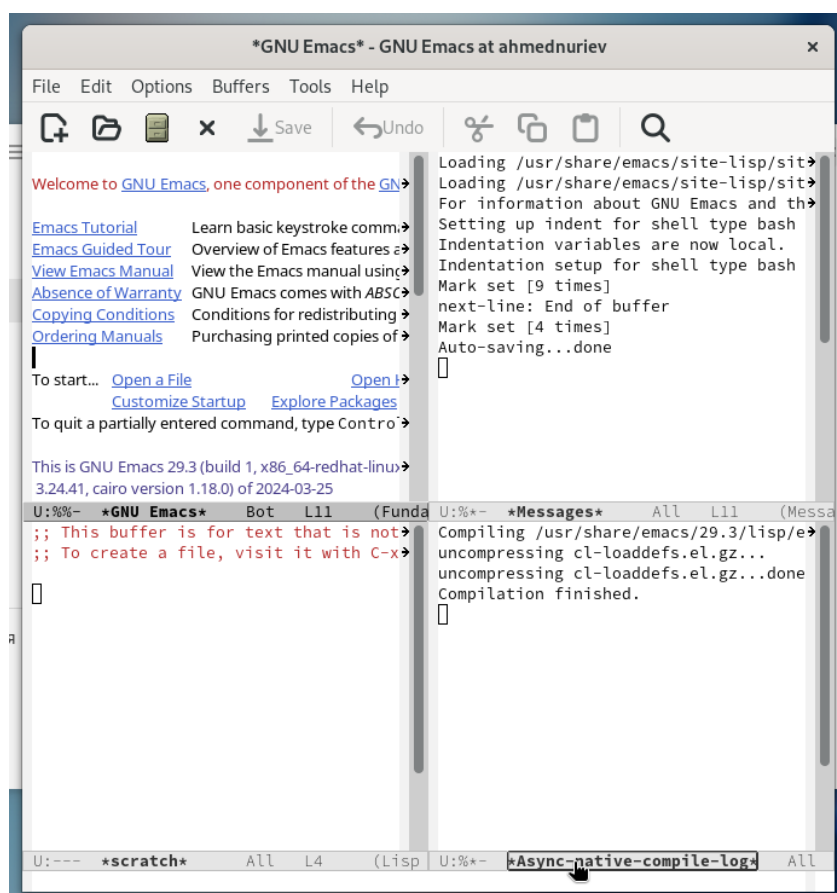 *GNU Emacs* - GNU Emacs at ahmednuriev
File Edit Options Buffers Tools Help
Save Undo
Welcome to GNU Emacs, one component of the GN
Emacs Tutorial Learn basic keystroke comm
Emacs Guided Tour Overview of Emacs features
View Emacs Manual View the Emacs manual using
Absence of Warranty GNU Emacs comes with ABSO
Copying Conditions Conditions for redistributing
Ordering Manuals Purchasing printed copies of
To start... Open a File Open H
Customize Startup Explore Packages
To quit a partially entered command, type Contro
This is GNU Emacs 29.3 (build 1, x86_64-redhat-linux
3.24.41, cairo version 1.18.0) of 2024-03-25
U:%%- *GNU Emacs* Bot L11 (Funda
Loading /usr/share/emacs/site-lisp/sit
Loading /usr/share/emacs/site-lisp/sit
For information about GNU Emacs and th
Setting up indent for shell type bash
Indentation variables are now local.
Indentation setup for shell type bash
Mark set [9 times]
next-line: End of buffer
Mark set [4 times]
Auto-saving...done
U:%*- *Messages* All L11 (Messa
;; This buffer is for text that is not
;; To create a file, visit it with C-x
U:--- *scratch* All L4 (Lisp
Compiling /usr/share/emacs/29.3/lisp/e
uncompressing cl-loaddefs.el.gz...
uncompressing cl-loaddefs.el.gz...done
Compilation finished.
U:%*- *Async-native-compile-log* All
я